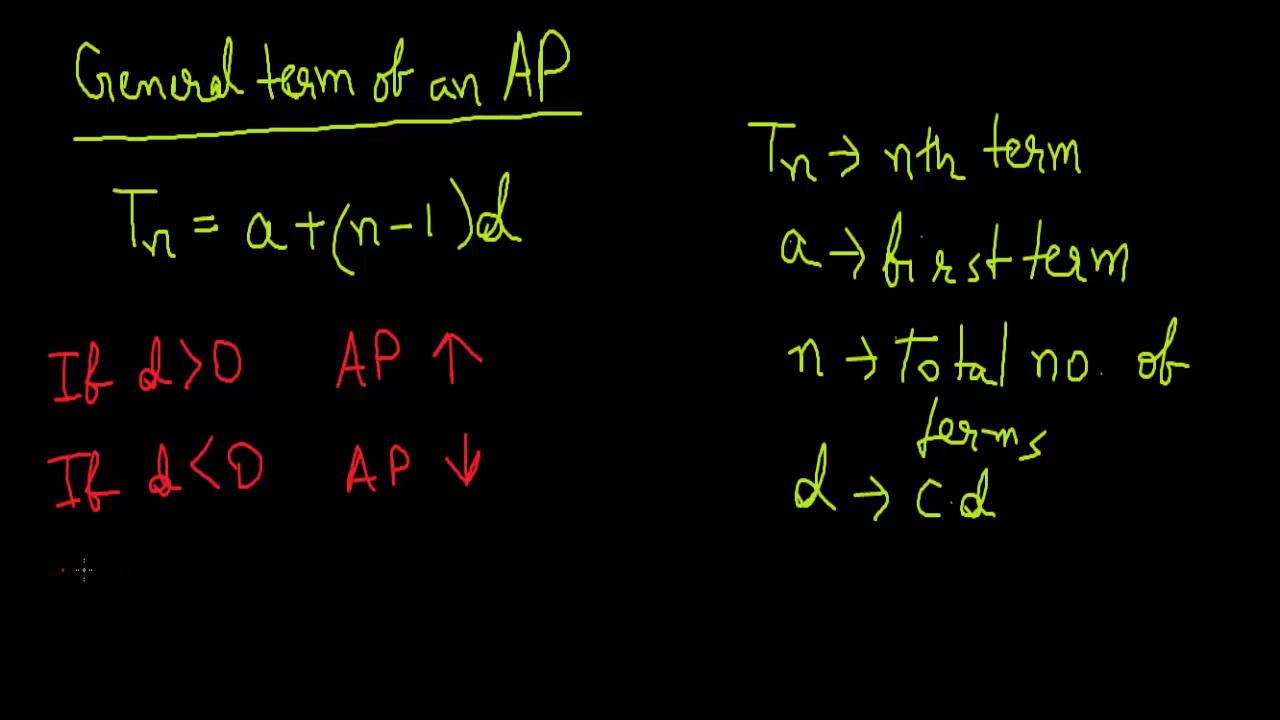 General term of an AP
Tn = a+(n-1)d
If d>0 AP ↑
If d<0 AP ↓
Tn → nth term
a → first term
n → Total no. of
terms
d → c.d